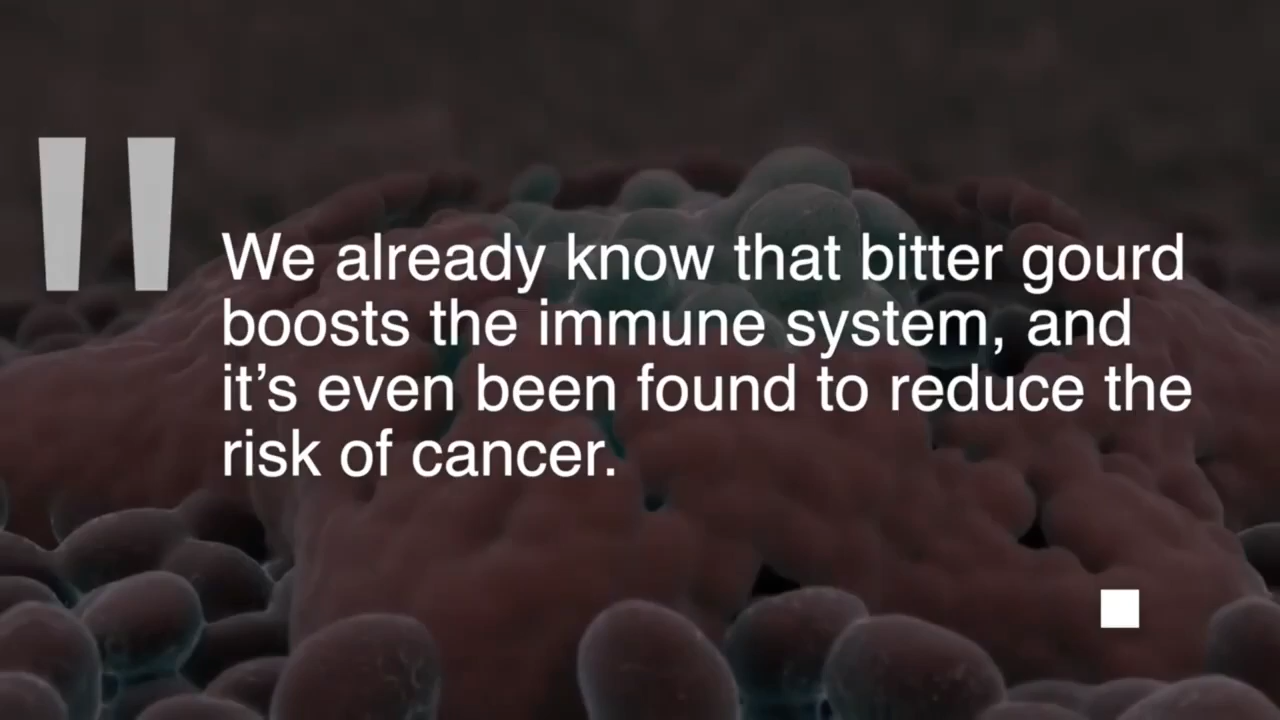 "
We already know that bitter gourd
boosts the immune system, and
it’s even been found to reduce the
risk of cancer.